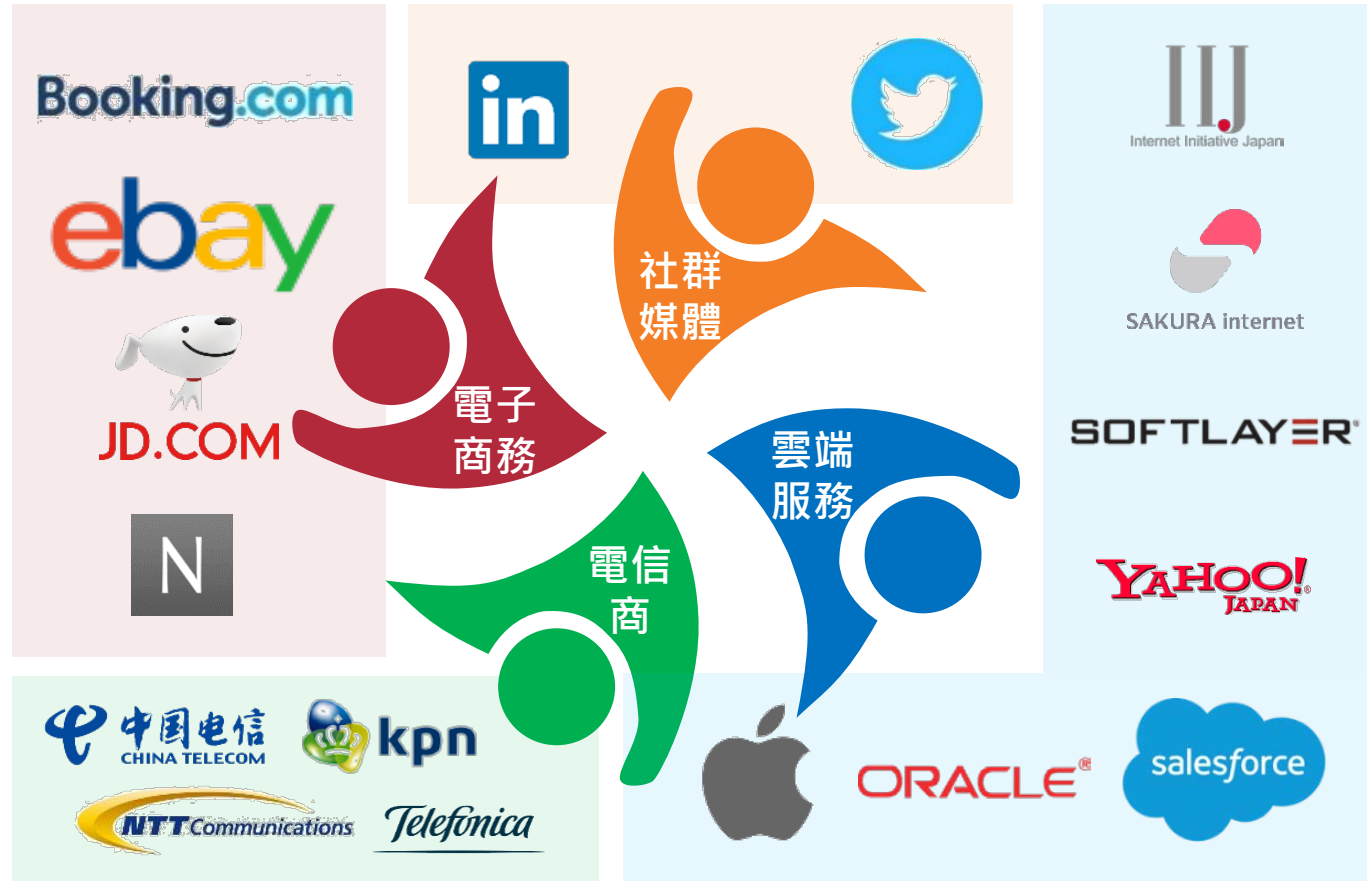 Booking.com
ebay
JD.COM
N
in
IIJ
Internet Initiative Japan
SAKURA internet
SOFTLAYER
YAHOO!
JAPAN
社群
媒體
電子
商務
雲端
服務
電信
商
中国电信
CHINA TELECOM
kpn
NTT Communications
Telefónica
ORACLE®
salesforce